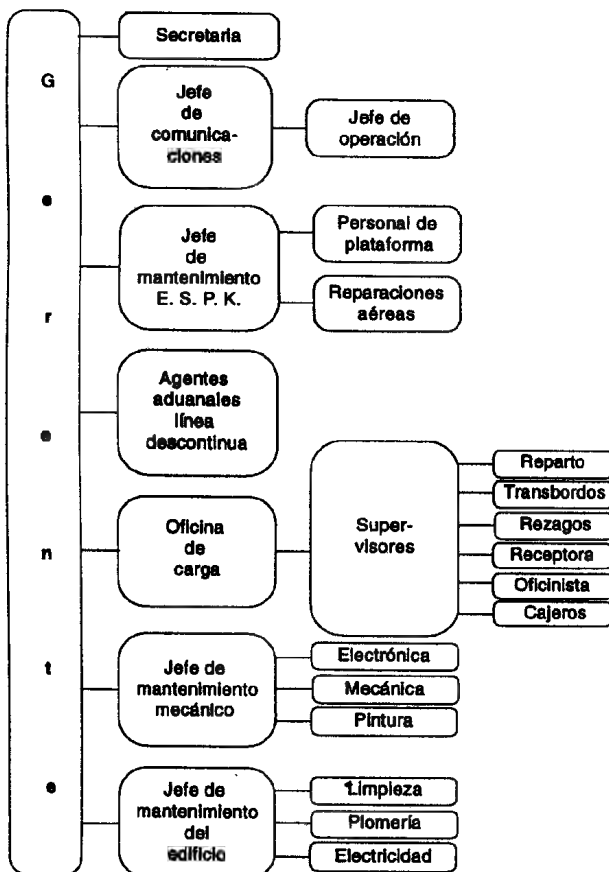 Gerente
Secretaria
Jefe
de
comunica-
ciones
Jefe de
operación
Jefe
de
mantenimiento
E. S. P. K.
Personal de
plataforma
Reparaciones
aéreas
Agentes
aduanales
línea
descontinua
Oficina
de
carga
Super-
visores
Reparto
Transbordos
Rezagos
Receptora
Oficinista
Cajeros
Jefe de
mantenimiento
mecánico
Electrónica
Mecánica
Pintura
Jefe de
mantenimiento
del
edificio
Limpieza
Plomería
Electricidad